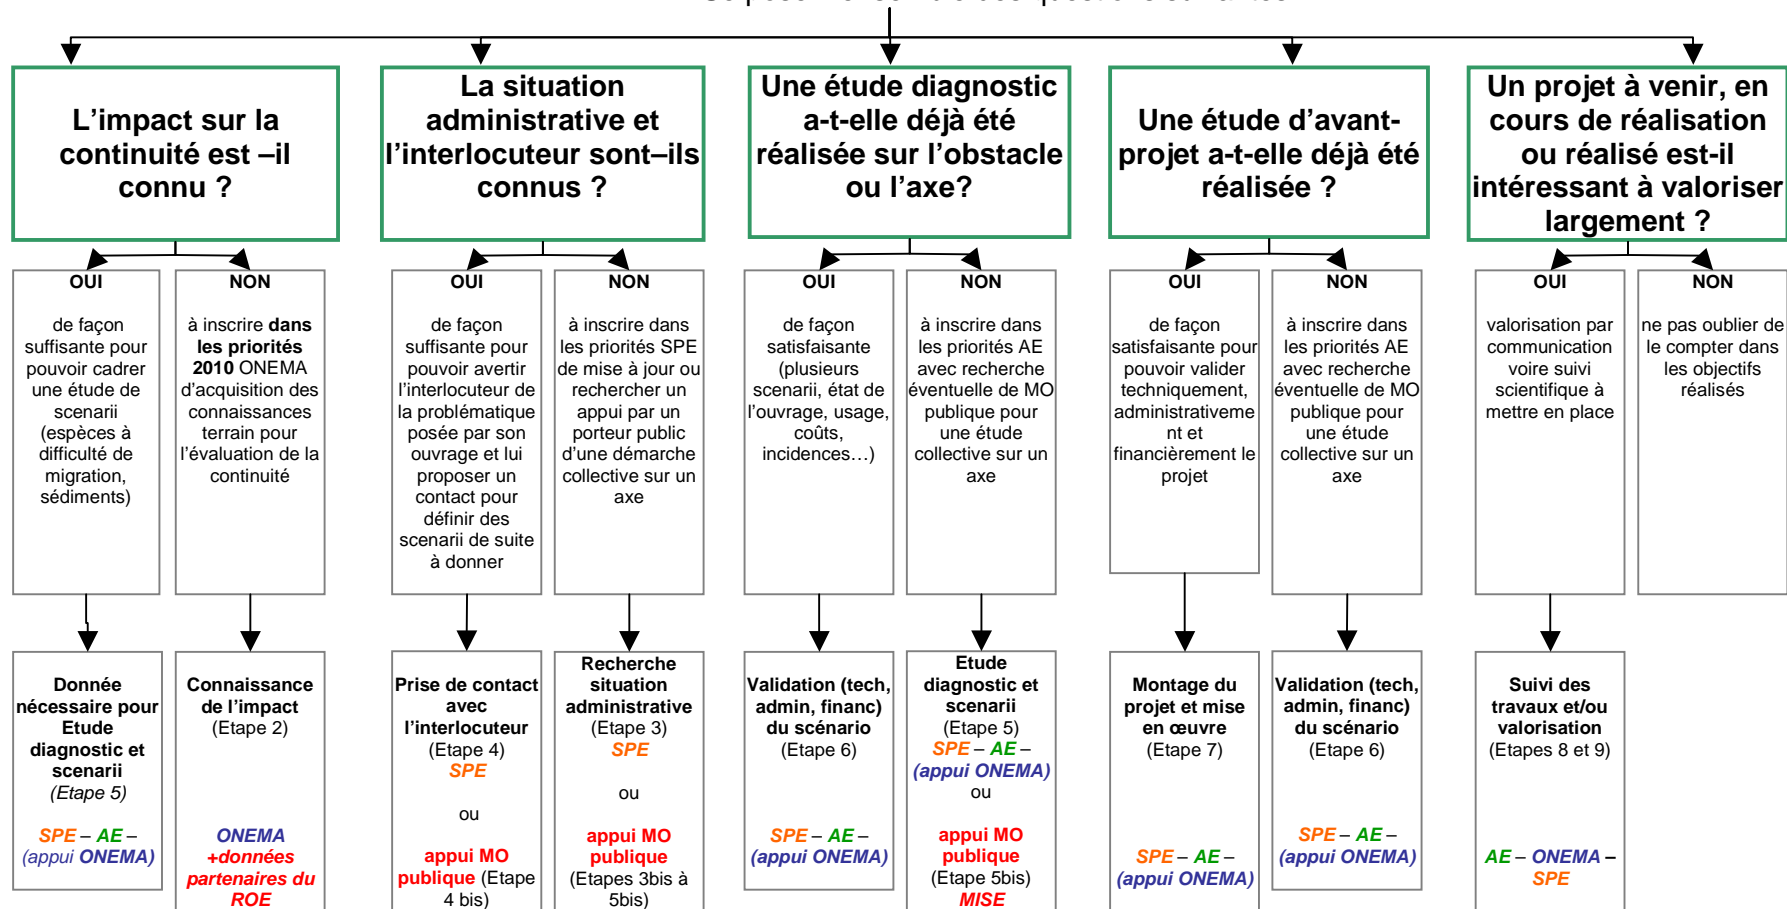 Se poser l'ensemble des questions suivantes
L'impact sur la
continuité est –il
connu ?
La situation
administrative et
l'interlocuteur sont–ils
connus ?
Une étude diagnostic
a-t-elle déjà été
réalisée sur l'obstacle
ou l'axe?
Une étude d'avant-
projet a-t-elle déjà été
réalisée ?
Un projet à venir, en
cours de réalisation
ou réalisé est-il
intéressant à valoriser
largement ?
OUI
de façon
suffisante pour
pouvoir cadrer
une étude de
scenarii
(espèces à
difficulté de
migration,
sédiments)
NON
à inscrire dans
les priorités
2010 ONEMA
d'acquisition des
connaissances
terrain pour
l'évaluation de la
continuité
OUI
de façon
suffisante pour
pouvoir avertir
l'interlocuteur de
la problématique
posée par son
ouvrage et lui
proposer un
contact pour
définir des
scenarii de suite
à donner
NON
à inscrire dans
les priorités SPE
de mise à jour ou
rechercher un
appui par un
porteur public
d'une démarche
collective sur un
axe
OUI
de façon
satisfaisante
(plusieurs
scenarii, état de
l'ouvrage, usage,
coûts,
incidences…)
NON
à inscrire dans
les priorités AE
avec recherche
éventuelle de MO
publique pour
une étude
collective sur un
axe
OUI
de façon
satisfaisante pour
pouvoir valider
techniquement,
administrativeme
nt et
financièrement le
projet
NON
à inscrire dans
les priorités AE
avec recherche
éventuelle de MO
publique pour
une étude
collective sur un
axe
OUI
valorisation par
communication
voire suivi
scientifique à
mettre en place
NON
ne pas oublier de
le compter dans
les objectifs
réalisés
Donnée
nécessaire pour
Etude
diagnostic et
scenarii
(Etape 5)
SPE – AE –
(appui ONEMA)
Connaissance
de l'impact
(Etape 2)
ONEMA
+données
partenaires du
ROE
Prise de contact
avec
l'interlocuteur
(Etape 4)
SPE
ou
appui MO
publique (Etape
4 bis)
Recherche
situation
administrative
(Etape 3)
SPE
ou
appui MO
publique
(Etapes 3bis à
5bis)
Validation (tech,
admin, financ)
du scénario
(Etape 6)
SPE – AE –
(appui ONEMA)
Etude
diagnostic et
scenarii
(Etape 5)
SPE – AE –
(appui ONEMA)
ou
appui MO
publique
(Etape 5bis)
MISE
Montage du
projet et mise
en œuvre
(Etape 7)
SPE – AE –
(appui ONEMA)
Validation (tech,
admin, financ)
du scénario
(Etape 6)
SPE – AE –
(appui ONEMA)
Suivi des
travaux et/ou
valorisation
(Etapes 8 et 9)
AE – ONEMA –
SPE